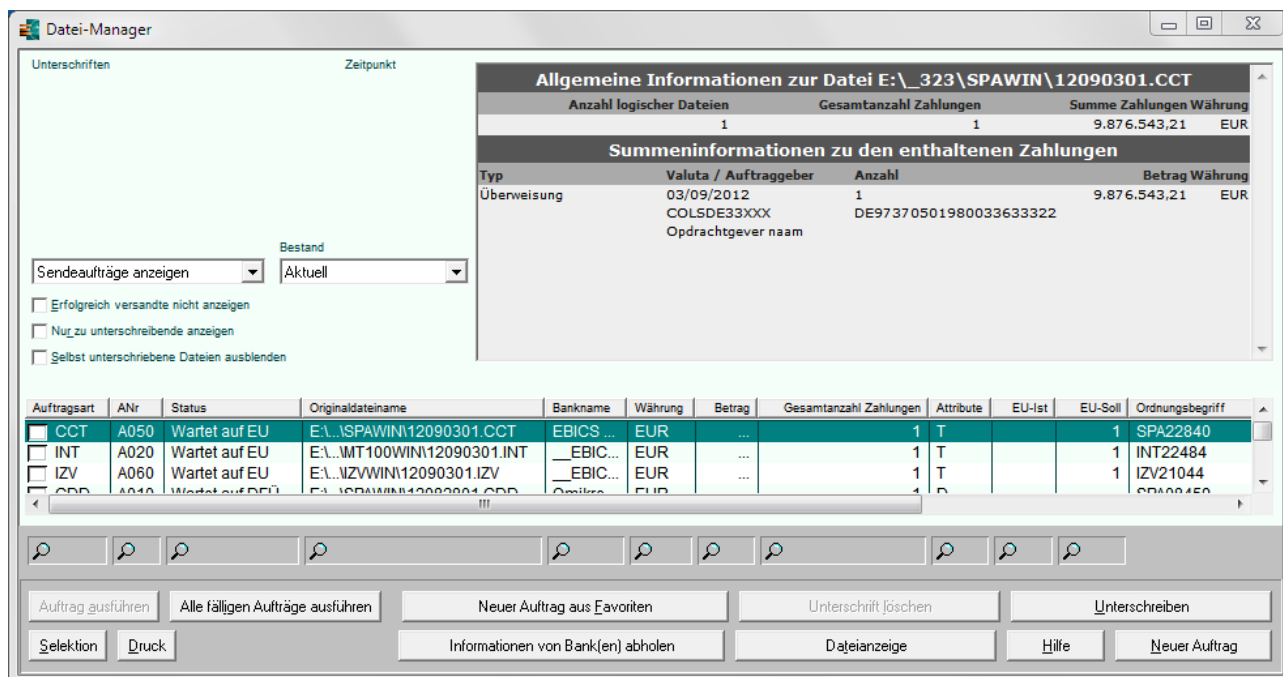 Datei-Manager
Unterschriften Zeitpunkt
Allgemeine Informationen zur Datei E:\_323\SPAWIN\12090301.CCT
Anzahl logischer Dateien Gesamtanzahl Zahlungen Summe Zahlungen Währung
1 1 9.876.543,21 EUR
Summeninformationen zu den enthaltenen Zahlungen
Typ Valuta / Auftraggeber Anzahl Betrag Währung
Überweisung 03/09/2012 1 9.876.543,21 EUR
COLSDE33XXX DE97370501980033633322
Opdrachtgever naam
Bestand
Sendeaufträge anzeigen Aktuell
Erfolgreich versandte nicht anzeigen
Nur zu unterschreibende anzeigen
Selbst unterschriebene Dateien ausblenden
Auftragsart ANr Status Originaldateiname Bankname Währung Betrag Gesamtanzahl Zahlungen Attribute EU-Ist EU-Soll Ordnungsbegriff
CCT A050 Wartet auf EU E:\...\SPAWIN\12090301.CCT EBICS ... EUR ... 1 T 1 SPA22840
INT A020 Wartet auf EU E:\...\MT100WIN\12090301.INT __EBIC... EUR ... 1 T 1 INT22484
IZV A060 Wartet auf EU E:\...\IZVWIN\12090301.IZV __EBIC... EUR ... 1 T 1 IZV21044
CDD A010 Wartet auf DFÜ EUR 1 D
Auftrag ausführen Alle fälligen Aufträge ausführen Neuer Auftrag aus Favoriten Unterschrift löschen Unterschreiben
Selektion Druck Informationen von Bank(en) abholen Dateianzeige Hilfe Neuer Auftrag